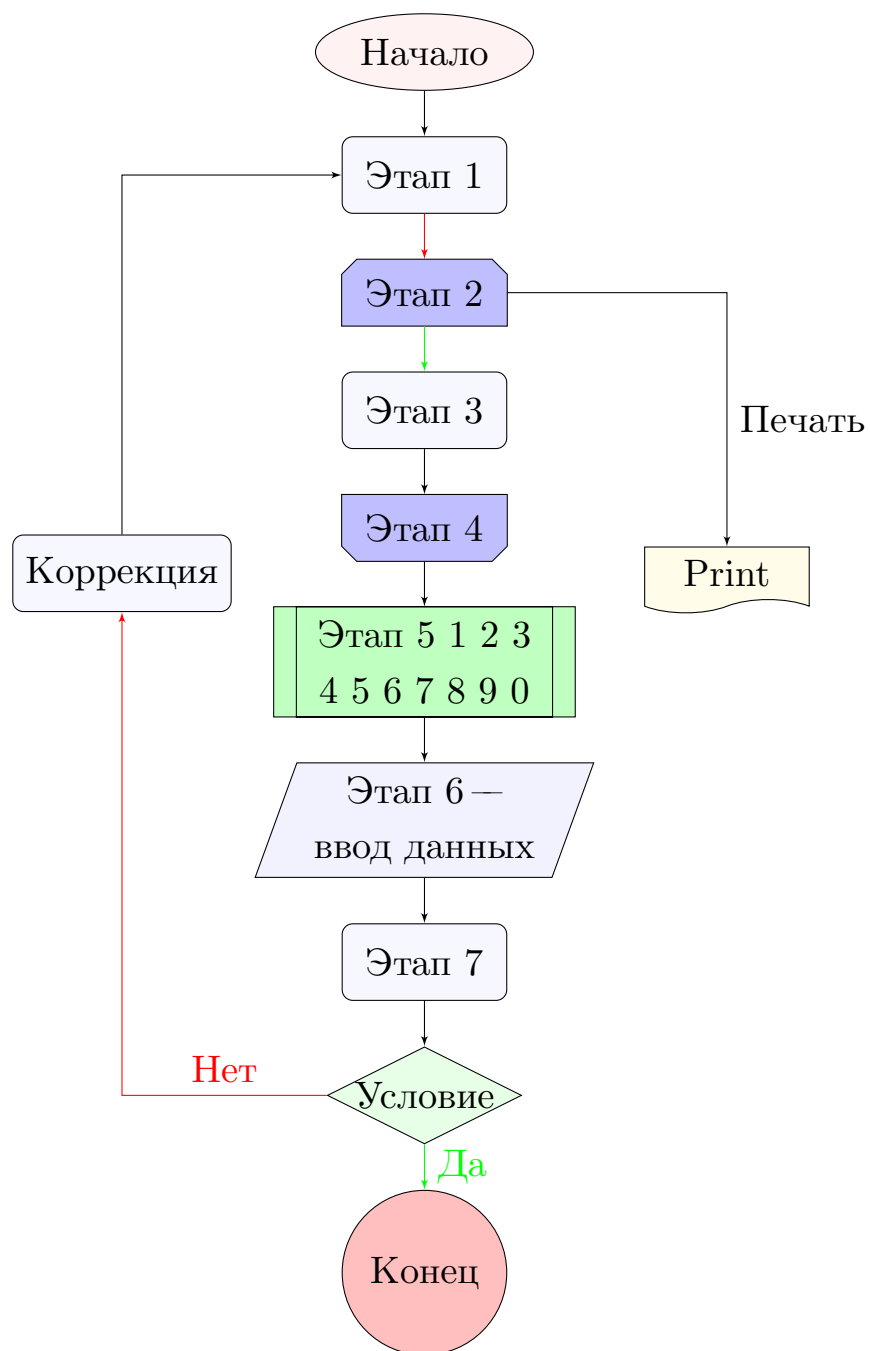 Начало
Этап 1
Этап 2
Этап 3
Печать
Этап 4
Коррекция
Print
Этап 5 1 2 3
4 5 6 7 8 9 0
Этап 6 —
ввод данных
Этап 7
Нет
Условие
Да
Конец